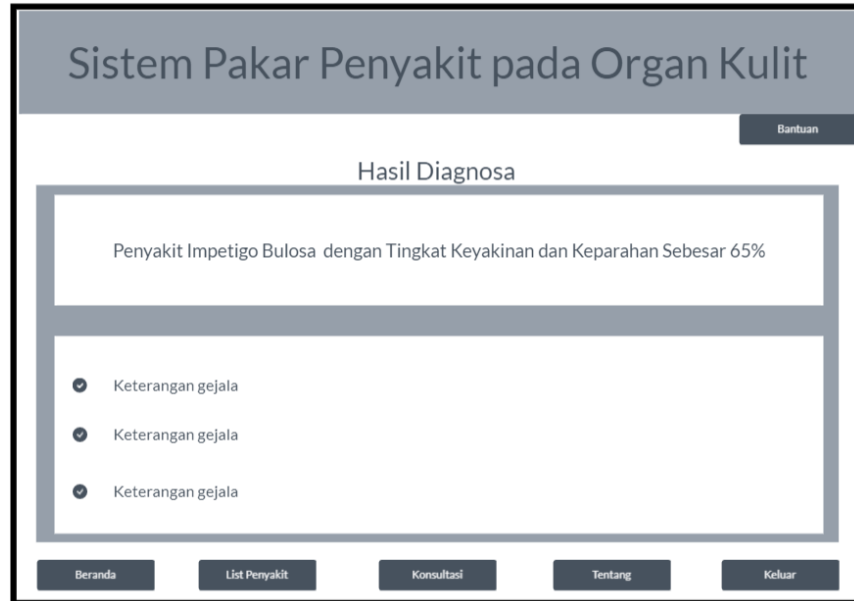 Sistem Pakar Penyakit pada Organ Kulit
Bantuan
Hasil Diagnosa
Penyakit Impetigo Bulosa dengan Tingkat Keyakinan dan Keparahan Sebesar 65%
Keterangan gejala
Keterangan gejala
Keterangan gejala
Beranda
List Penyakit
Konsultasi
Tentang
Keluar